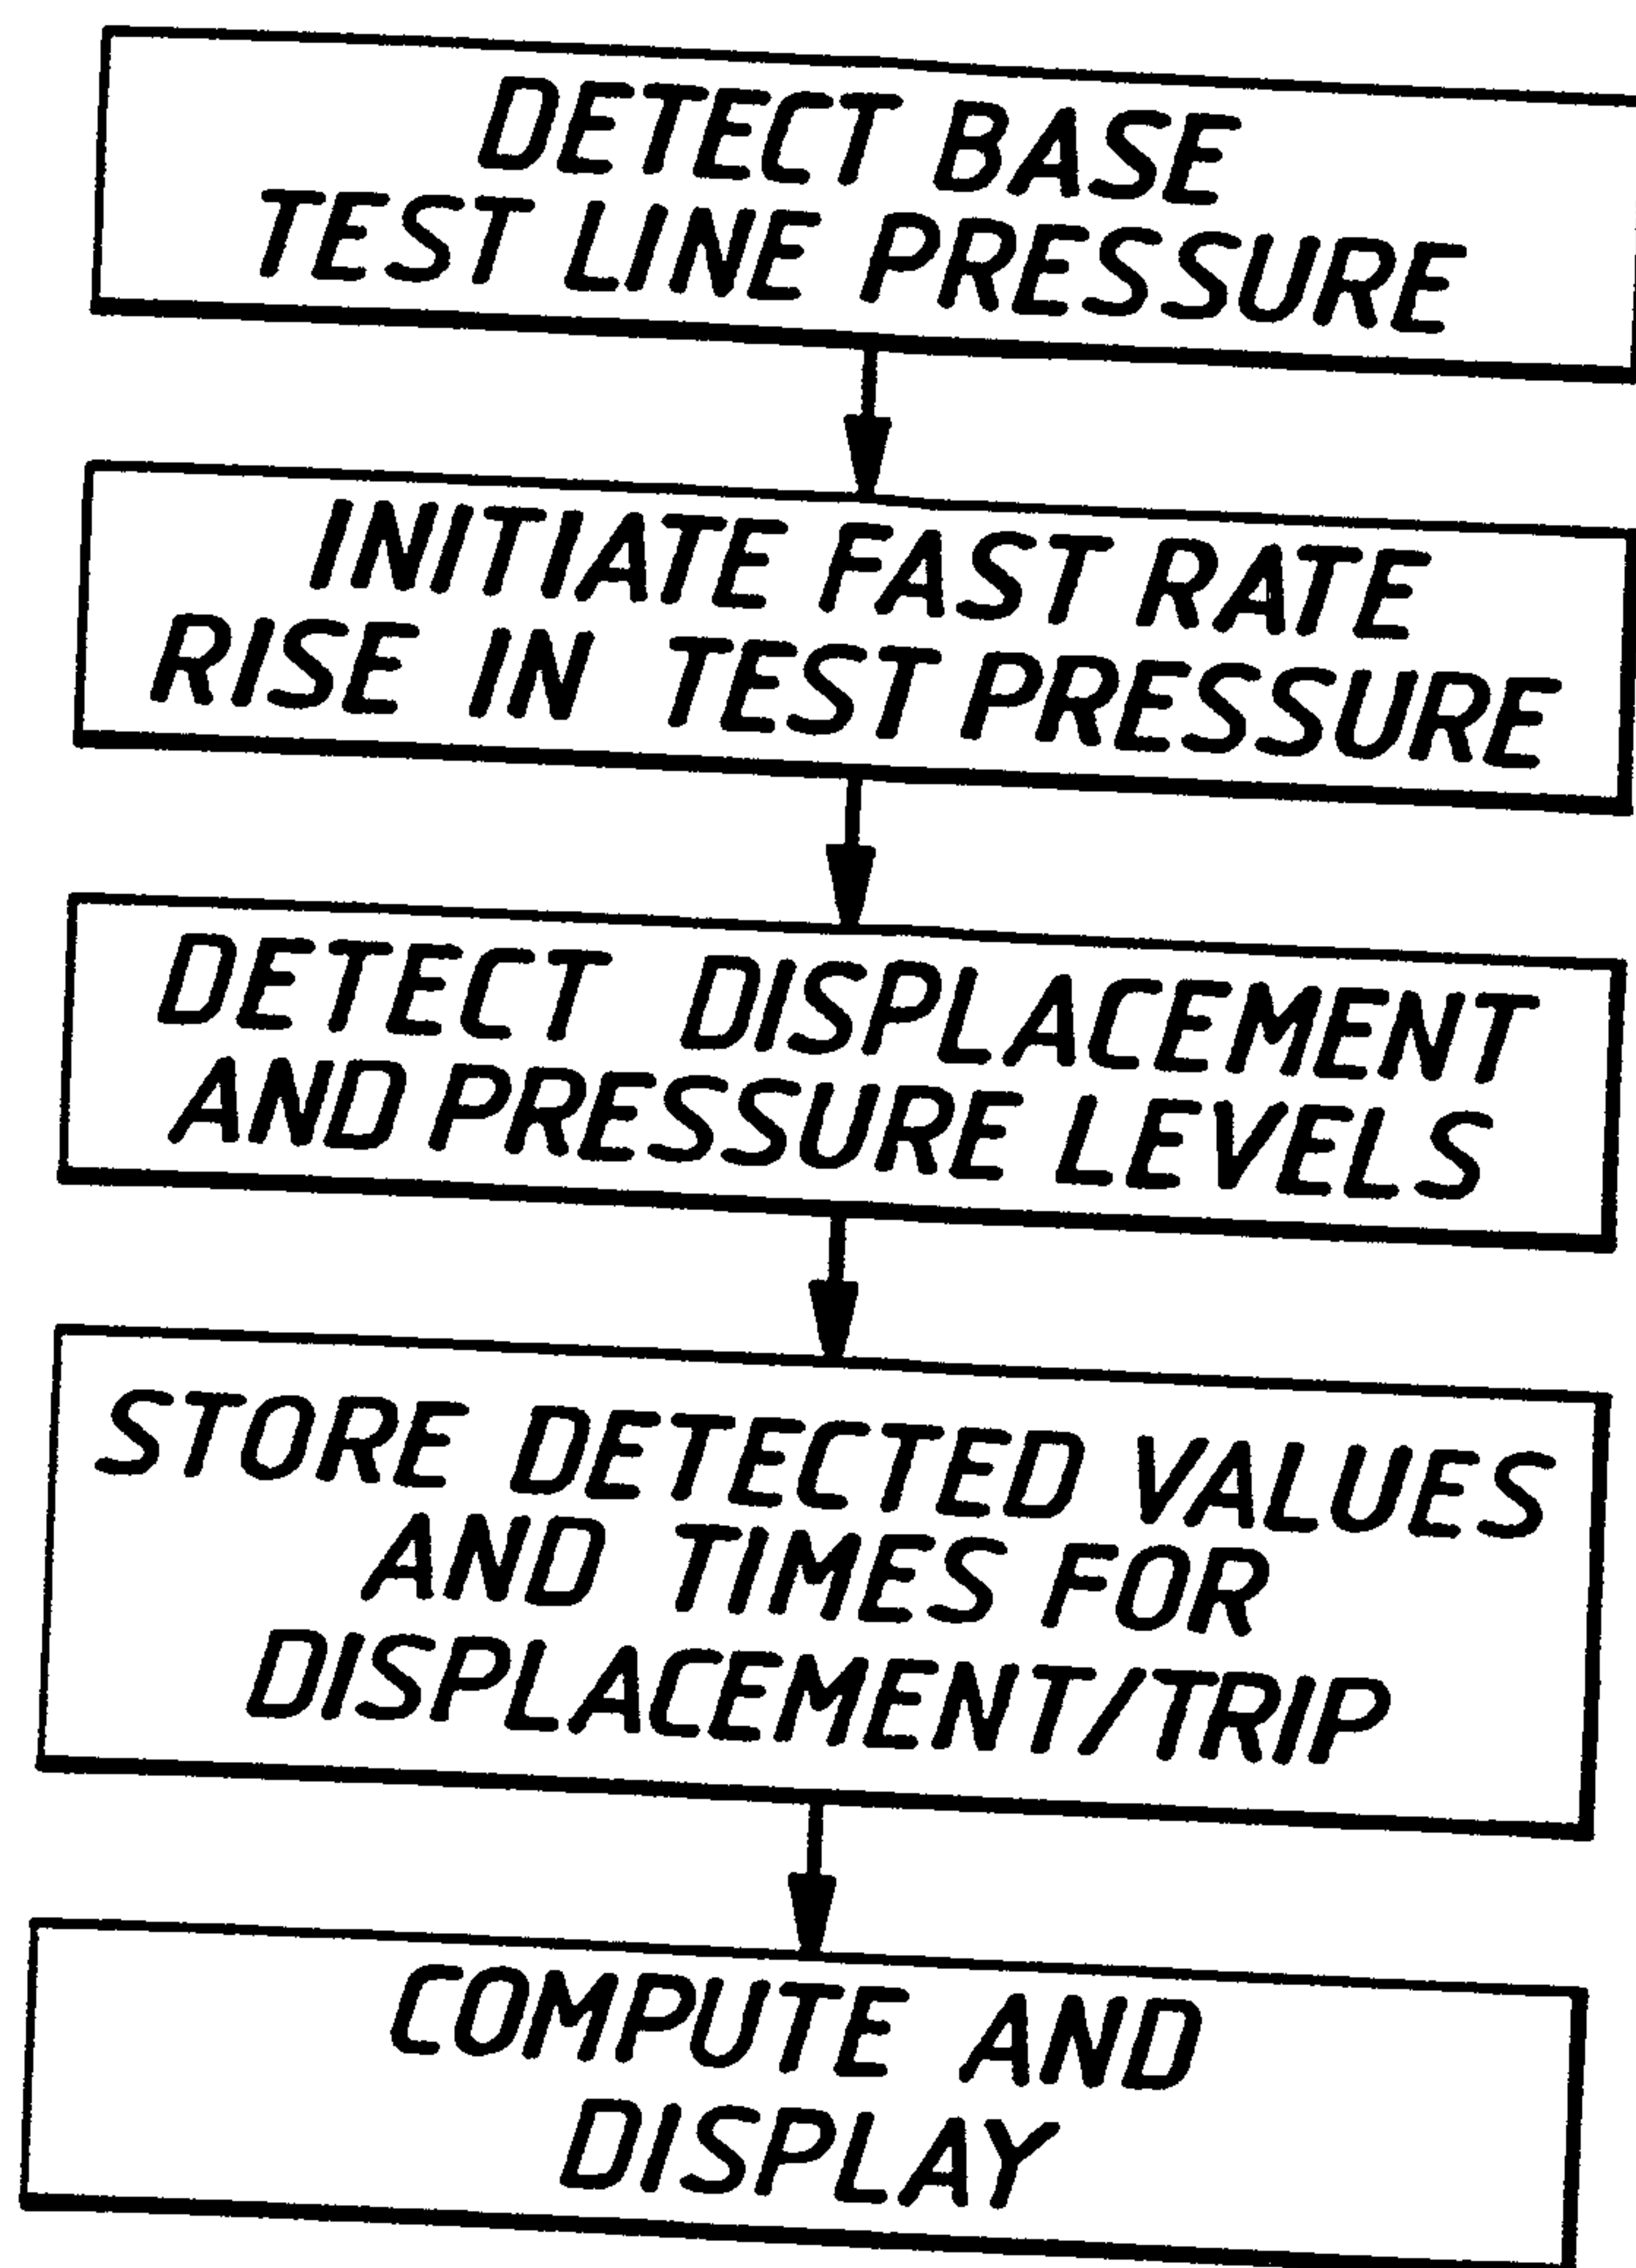 DETECT BASE
TEST LINE PRESSURE
INITIATE FAST RATE
RISE IN TEST PRESSURE
DETECT DISPLACEMENT
AND PRESSURE LEVELS
STORE DETECTED VALUES
AND TIMES FOR
DISPLACEMENT/TRIP
COMPUTE AND
DISPLAY